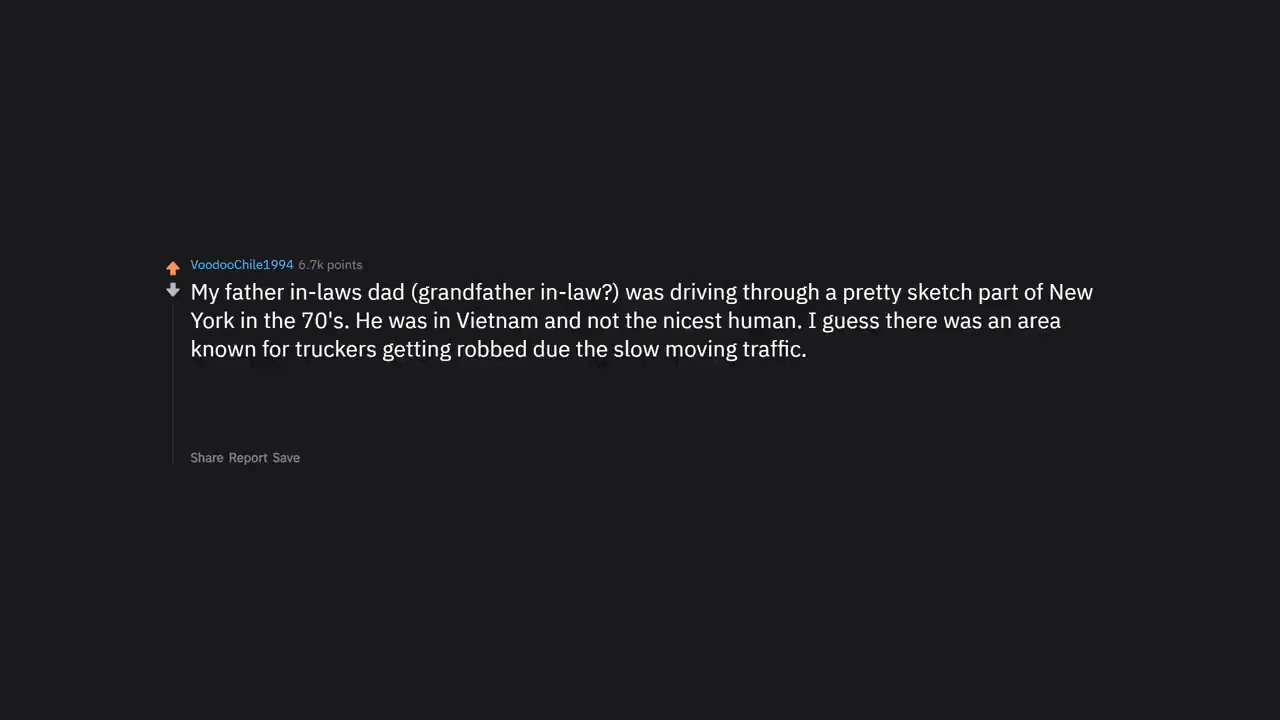 VoodooChile1994 6.7k points
My father in-laws dad (grandfather in-law?) was driving through a pretty sketch part of New
York in the 70's. He was in Vietnam and not the nicest human. I guess there was an area
known for truckers getting robbed due the slow moving traffic.
Share Report Save